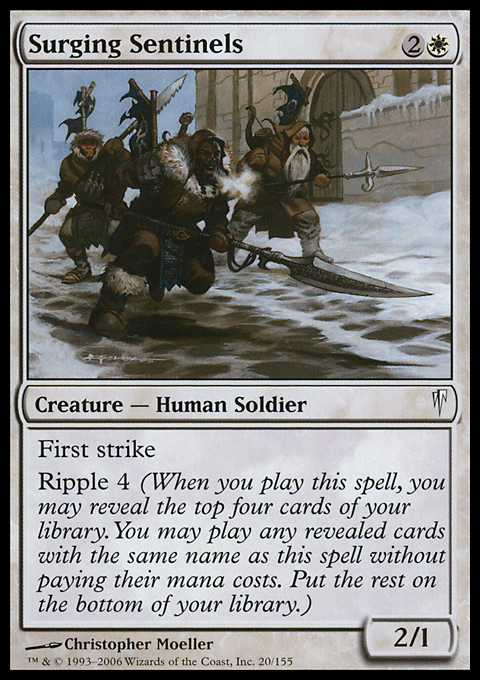 Surging Sentinels 2
Creature — Human Soldier
First strike
Ripple 4 (When you play this spell, you
may reveal the top four cards of your
library. You may play any revealed cards
with the same name as this spell without
paying their mana costs. Put the rest on
the bottom of your library.)
Christopher Moeller
2/1
™ & © 1993–2006 Wizards of the Coast, Inc. 20/155